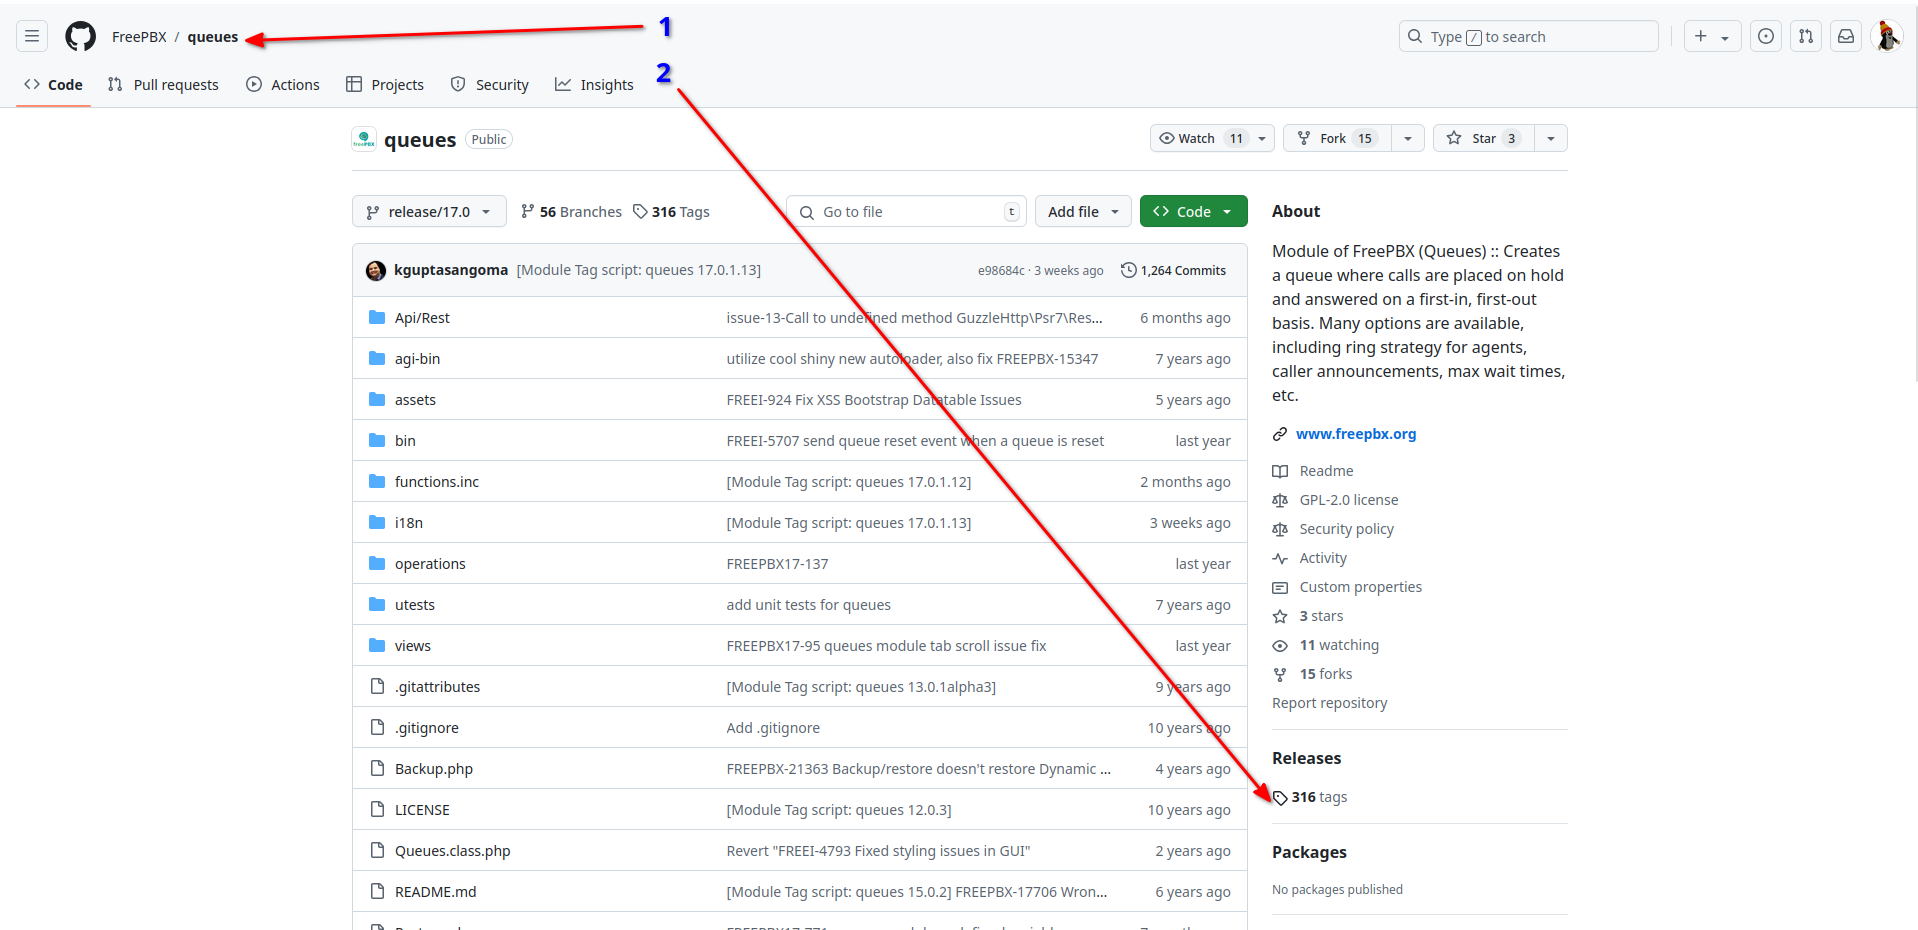 FreePBX / queues
1
Type / to search
Code
Pull requests
Actions
Projects
Security
Insights
2
queues Public
Watch 11
Fork 15
Star 3
release/17.0
56 Branches
316 Tags
Go to file t
Add file
Code
kguptasangoma [Module Tag script: queues 17.0.1.13] e98684c · 3 weeks ago 1,264 Commits
Api/Rest issue-13-Call to undefined method GuzzleHttp\Psr7\Res... 6 months ago
agi-bin utilize cool shiny new autoloader, also fix FREEPBX-15347 7 years ago
assets FREEI-924 Fix XSS Bootstrap Datatable Issues 5 years ago
bin FREEI-5707 send queue reset event when a queue is reset last year
functions.inc [Module Tag script: queues 17.0.1.12] 2 months ago
i18n [Module Tag script: queues 17.0.1.13] 3 weeks ago
operations FREEPBX17-137 last year
utests add unit tests for queues 7 years ago
views FREEPBX17-95 queues module tab scroll issue fix last year
.gitattributes [Module Tag script: queues 13.0.1alpha3] 9 years ago
.gitignore Add .gitignore 10 years ago
Backup.php FREEPBX-21363 Backup/restore doesn't restore Dynamic ... 4 years ago
LICENSE [Module Tag script: queues 12.0.3] 10 years ago
Queues.class.php Revert "FREEI-4793 Fixed styling issues in GUI" 2 years ago
README.md [Module Tag script: queues 15.0.2] FREEPBX-17706 Wron... 6 years ago
About
Module of FreePBX (Queues) :: Creates
a queue where calls are placed on hold
and answered on a first-in, first-out
basis. Many options are available,
including ring strategy for agents,
caller announcements, max wait times,
etc.
www.freepbx.org
Readme
GPL-2.0 license
Security policy
Activity
Custom properties
3 stars
11 watching
15 forks
Report repository
Releases
316 tags
Packages
No packages published